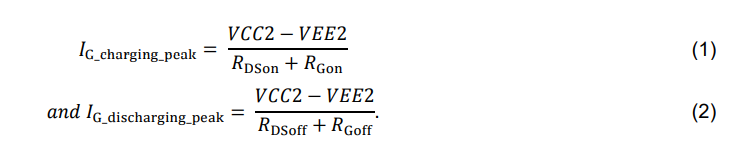 I_G_charging_peak = (VCC2 − VEE2) / (R_DSon + R_Gon) (1)
and I_G_discharging_peak = (VCC2 − VEE2) / (R_DSoff + R_Goff). (2)